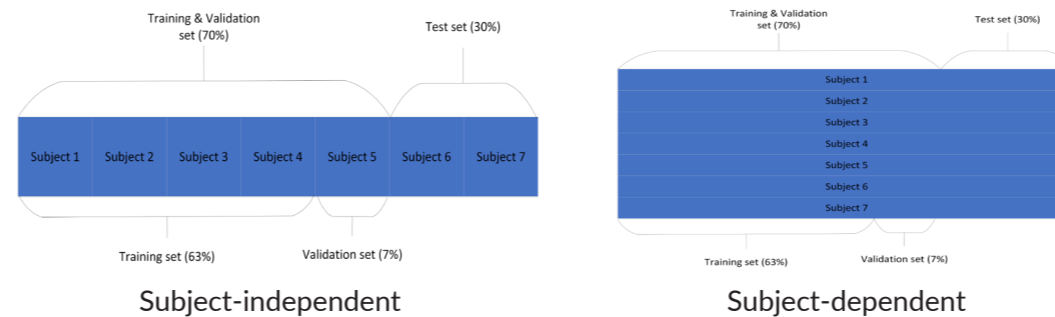 Training & Validation
set (70%)
Test set (30%)
Subject 1
Subject 2
Subject 3
Subject 4
Subject 5
Subject 6
Subject 7
Training set (63%)
Validation set (7%)
Subject-independent
Training & Validation
set (70%)
Test set (30%)
Subject 1
Subject 2
Subject 3
Subject 4
Subject 5
Subject 6
Subject 7
Training set (63%)
Validation set (7%)
Subject-dependent